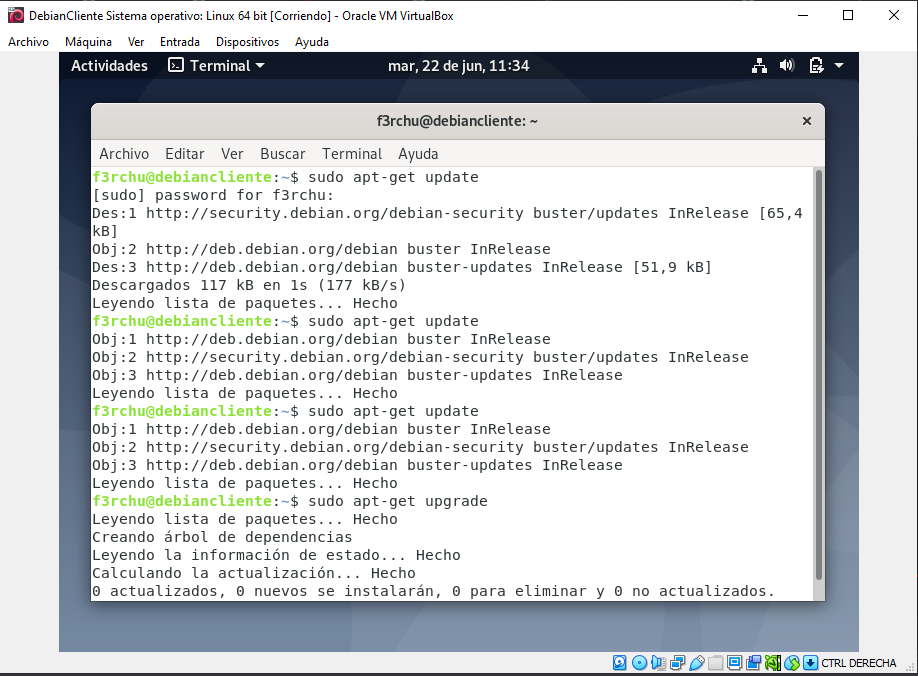 DebianCliente Sistema operativo: Linux 64 bit [Corriendo] - Oracle VM VirtualBox
Archivo Máquina Ver Entrada Dispositivos Ayuda
Actividades Terminal mar, 22 de jun, 11:34
f3rchu@debiancliente: ~
Archivo Editar Ver Buscar Terminal Ayuda
f3rchu@debiancliente:~$ sudo apt-get update
[sudo] password for f3rchu:
Des:1 http://security.debian.org/debian-security buster/updates InRelease [65,4
kB]
Obj:2 http://deb.debian.org/debian buster InRelease
Des:3 http://deb.debian.org/debian buster-updates InRelease [51,9 kB]
Descargados 117 kB en 1s (177 kB/s)
Leyendo lista de paquetes... Hecho
f3rchu@debiancliente:~$ sudo apt-get update
Obj:1 http://deb.debian.org/debian buster InRelease
Obj:2 http://security.debian.org/debian-security buster/updates InRelease
Obj:3 http://deb.debian.org/debian buster-updates InRelease
Leyendo lista de paquetes... Hecho
f3rchu@debiancliente:~$ sudo apt-get update
Obj:1 http://deb.debian.org/debian buster InRelease
Obj:2 http://security.debian.org/debian-security buster/updates InRelease
Obj:3 http://deb.debian.org/debian buster-updates InRelease
Leyendo lista de paquetes... Hecho
f3rchu@debiancliente:~$ sudo apt-get upgrade
Leyendo lista de paquetes... Hecho
Creando árbol de dependencias
Leyendo la información de estado... Hecho
Calculando la actualización... Hecho
0 actualizados, 0 nuevos se instalarán, 0 para eliminar y 0 no actualizados.
CTRL DERECHA